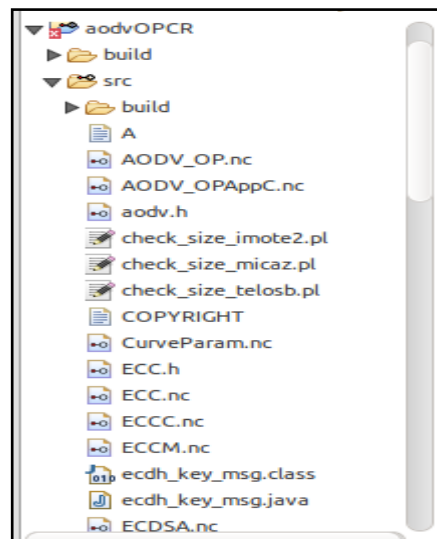 aodvOPCR
build
src
build
A
AODV_OP.nc
AODV_OPAppC.nc
aodv.h
check_size_imote2.pl
check_size_micaz.pl
check_size_telosb.pl
COPYRIGHT
CurveParam.nc
ECC.h
ECC.nc
ECCC.nc
ECCM.nc
ecdh_key_msg.class
ecdh_key_msg.java
ECDSA.nc